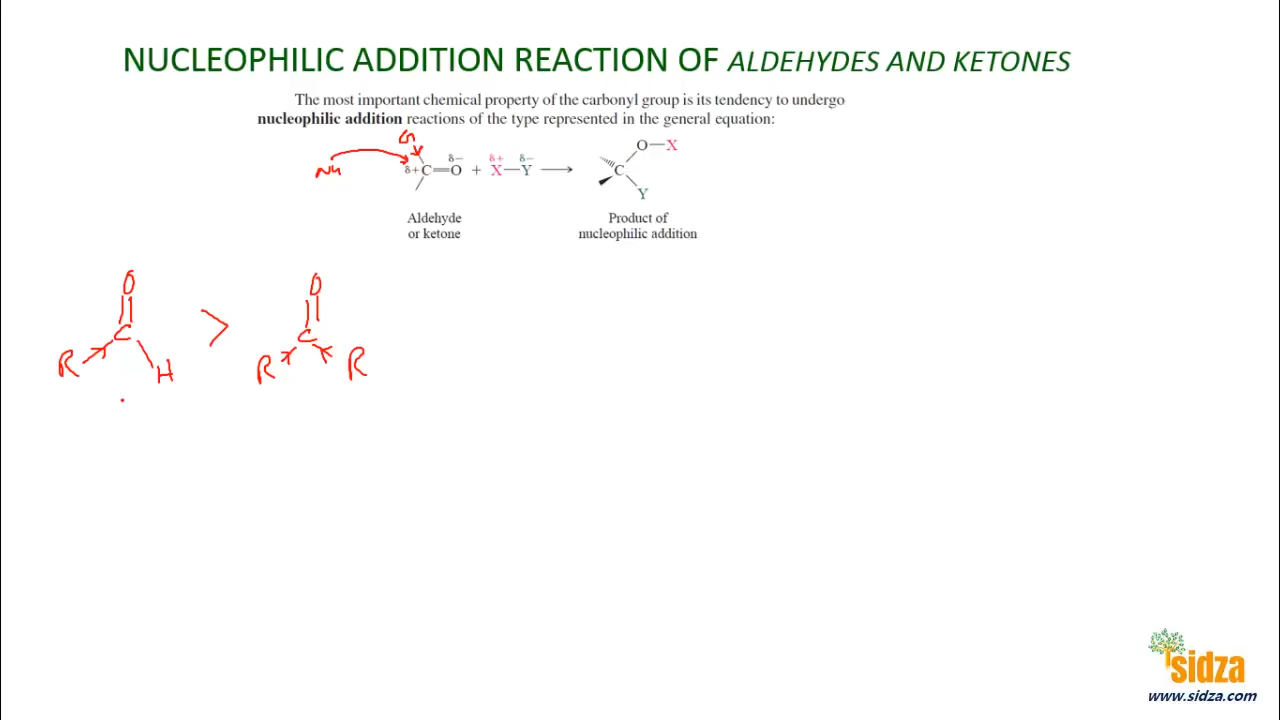 NUCLEOPHILIC ADDITION REACTION OF ALDEHYDES AND KETONES
The most important chemical property of the carbonyl group is its tendency to undergo
nucleophilic addition reactions of the type represented in the general equation:
G
Nu
δ+ C=O δ− + δ+ X—Y δ− ⟶ C O—X Y
Aldehyde
or ketone
Product of
nucleophilic addition
O O
C > C
R H R R
sidza
www.sidza.com